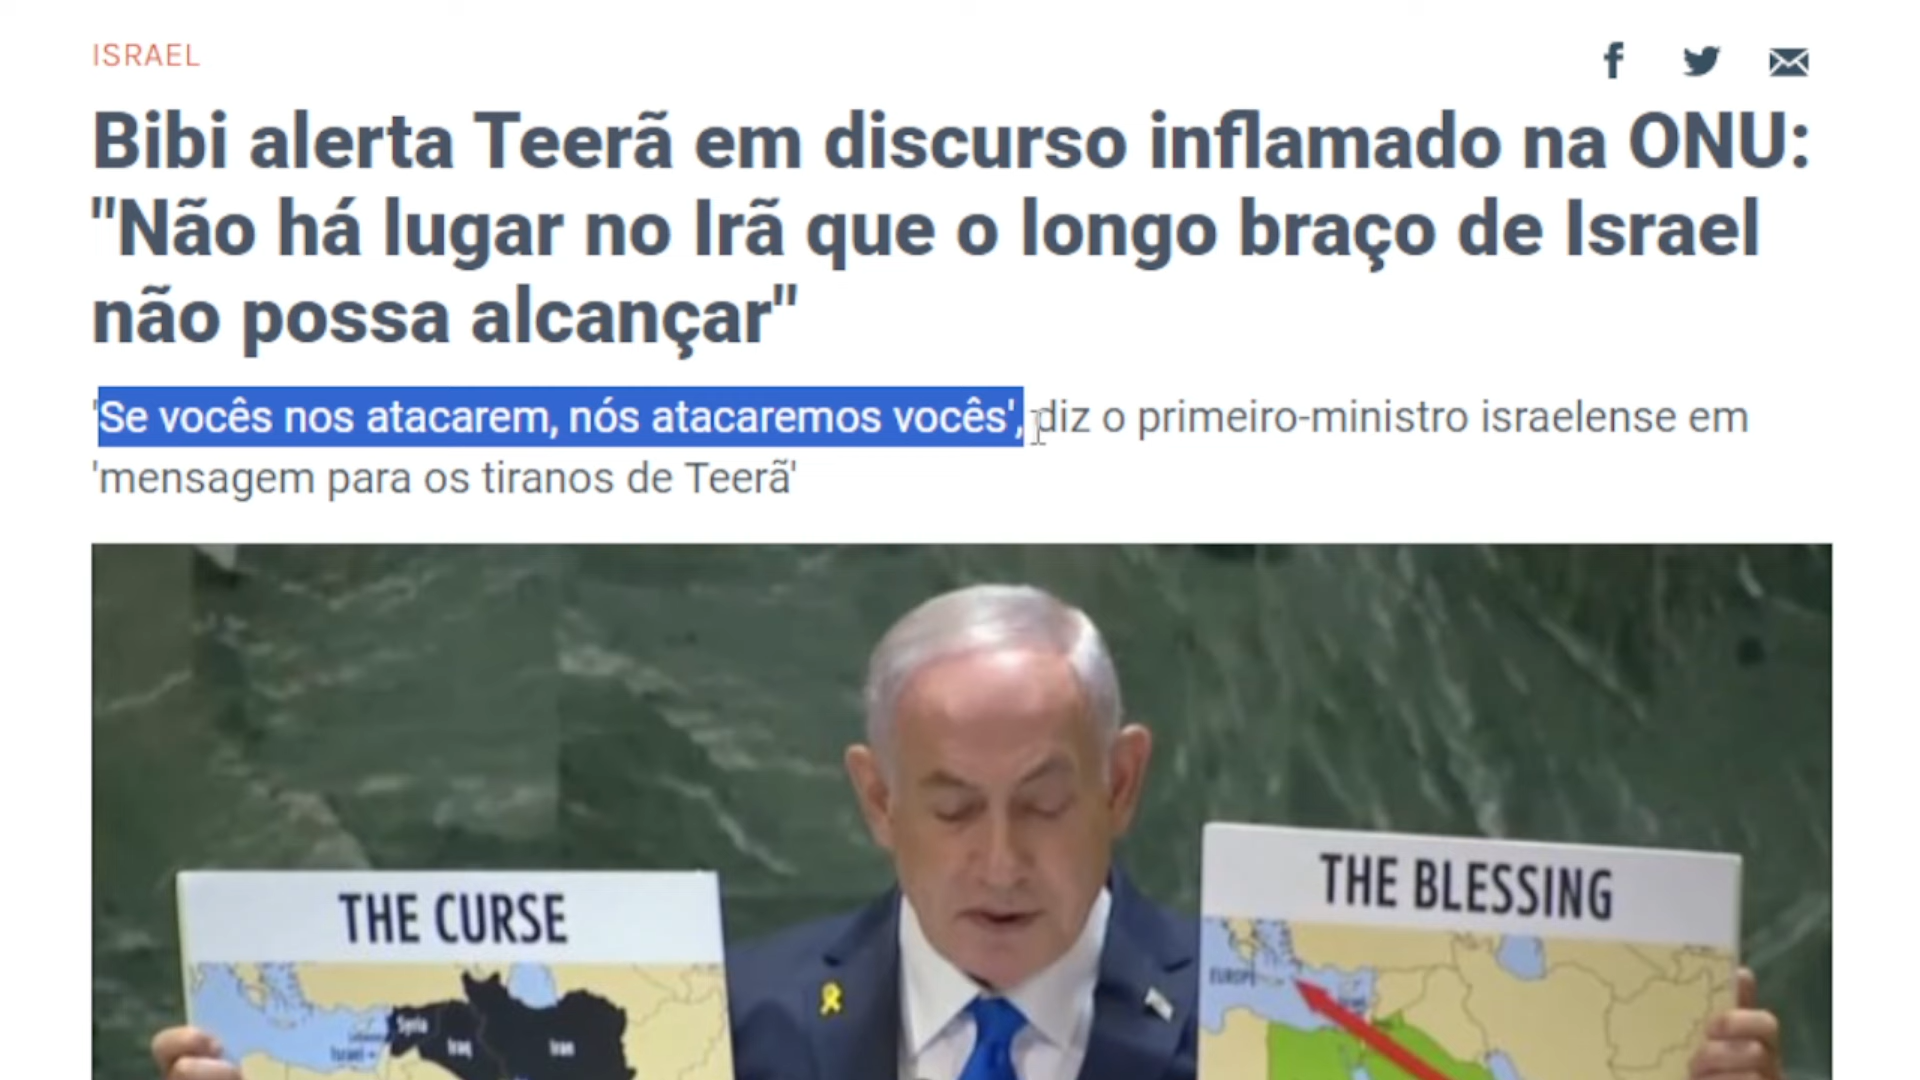 ISRAEL
Bibi alerta Teerã em discurso inflamado na ONU:
"Não há lugar no Irã que o longo braço de Israel
não possa alcançar"
'Se vocês nos atacarem, nós atacaremos vocês', diz o primeiro-ministro israelense em
'mensagem para os tiranos de Teerã'
THE CURSE
THE BLESSING
EUROPE
Syria
Israel
Iraq
Iran